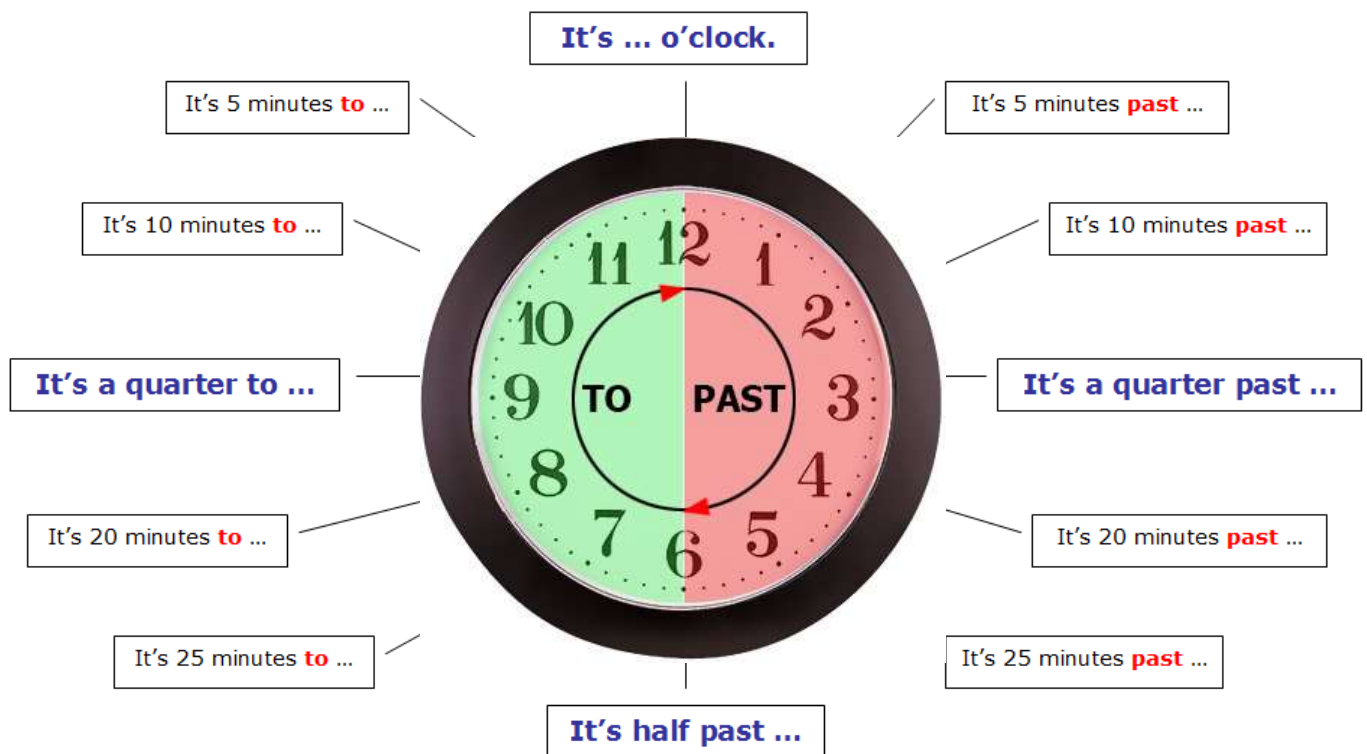 It's ... o'clock.
It's 5 minutes to ...
It's 5 minutes past ...
It's 10 minutes to ...
It's 10 minutes past ...
12
11
1
10
2
It's a quarter to ...
9
TO
PAST
3
It's a quarter past ...
8
4
7
5
6
It's 20 minutes to ...
It's 20 minutes past ...
It's 25 minutes to ...
It's 25 minutes past ...
It's half past ...